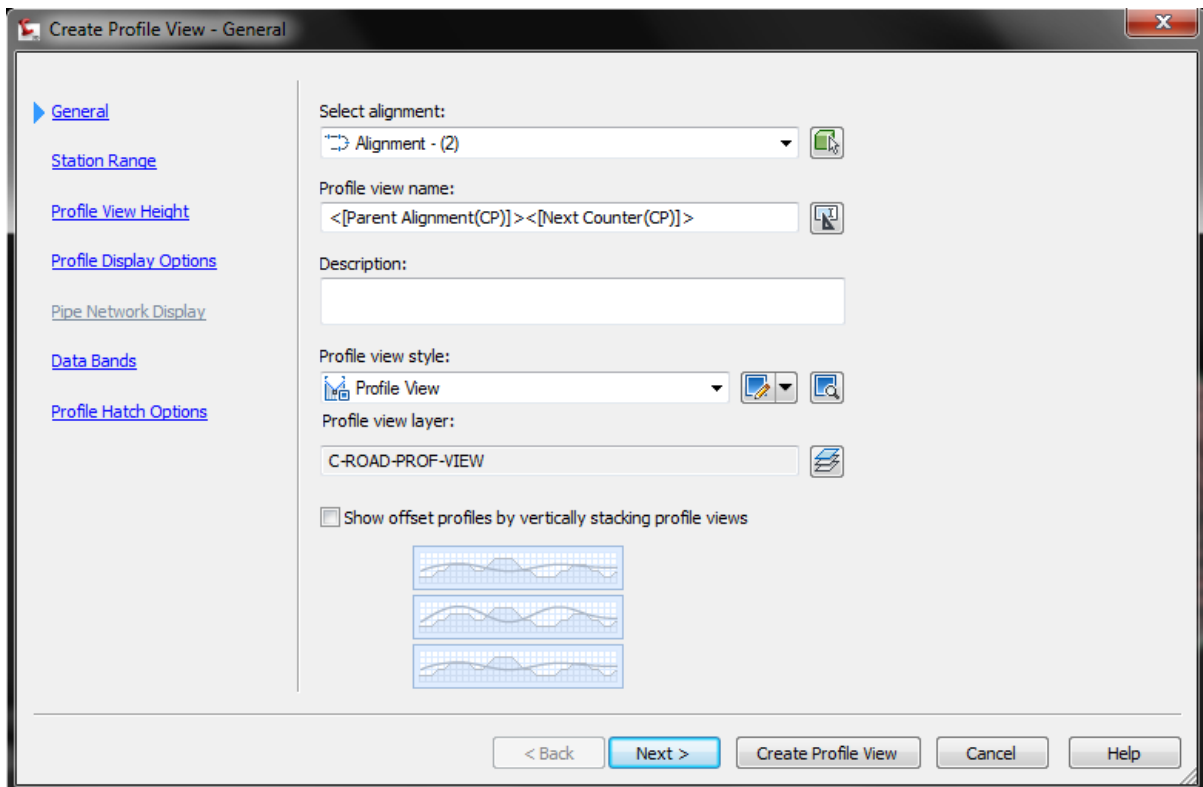 Create Profile View - General
General
Station Range
Profile View Height
Profile Display Options
Pipe Network Display
Data Bands
Profile Hatch Options
Select alignment:
Alignment - (2)
Profile view name:
<[Parent Alignment(CP)]><[Next Counter(CP)]>
Description:
Profile view style:
Profile View
Profile view layer:
C-ROAD-PROF-VIEW
Show offset profiles by vertically stacking profile views
< Back Next > Create Profile View Cancel Help